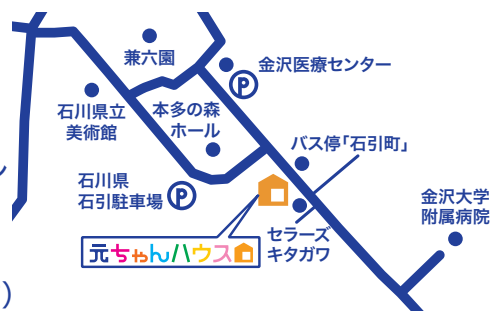 兼六園
金沢医療センター
P
石川県立
美術館
本多の森
ホール
バス停「石引町」
石川県
石引駐車場
P
金沢大学
附属病院
セラーズ
キタガワ
元ちゃんハウス
)